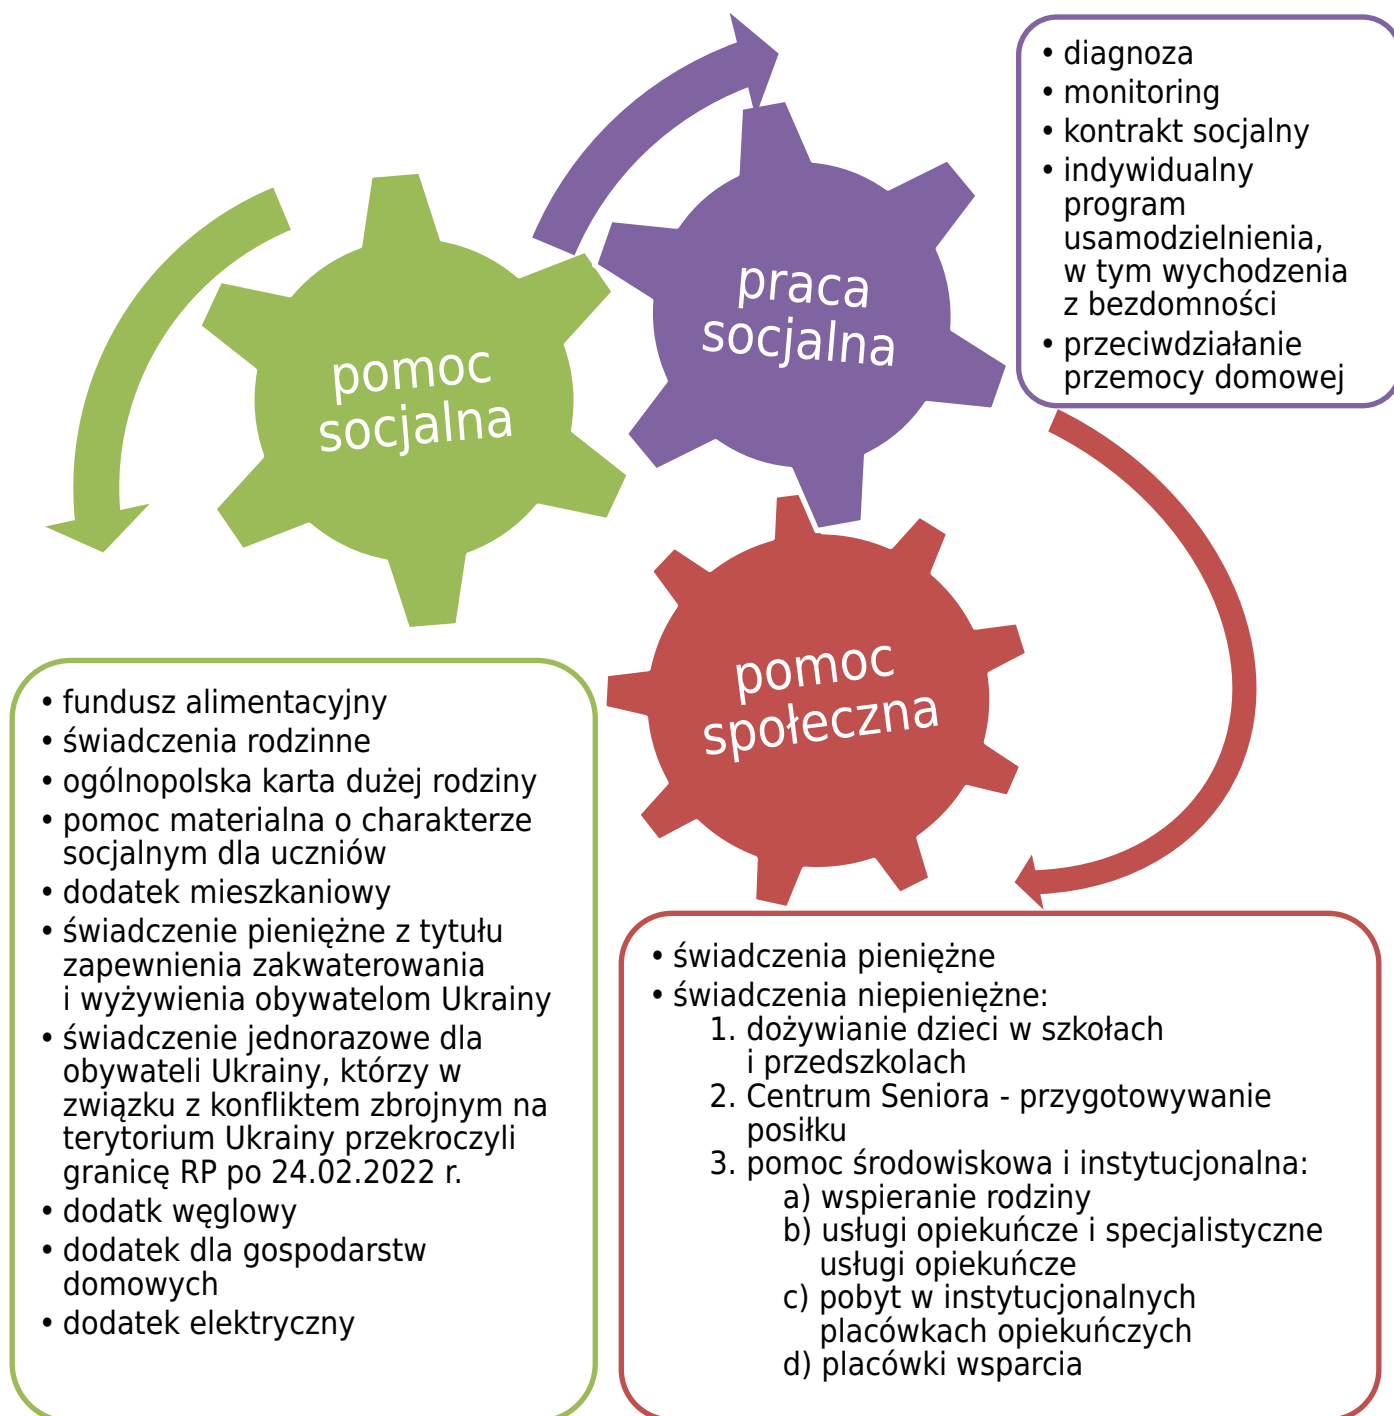 • diagnoza
• monitoring
• kontrakt socjalny
• indywidualny
program
usamodzielnienia,
w tym wychodzenia
z bezdomności
• przeciwdziałanie
przemocy domowej
praca
socjalna
pomoc
socjalna
pomoc
społeczna
• fundusz alimentacyjny
• świadczenia rodzinne
• ogólnopolska karta dużej rodziny
• pomoc materialna o charakterze
socjalnym dla uczniów
• dodatek mieszkaniowy
• świadczenie pieniężne z tytułu
zapewnienia zakwaterowania
i wyżywienia obywatelom Ukrainy
• świadczenie jednorazowe dla
obywateli Ukrainy, którzy w
związku z konfliktem zbrojnym na
terytorium Ukrainy przekroczyli
granicę RP po 24.02.2022 r.
• dodatk węglowy
• dodatek dla gospodarstw
domowych
• dodatek elektryczny
• świadczenia pieniężne
• świadczenia niepieniężne:
1. dożywianie dzieci w szkołach
i przedszkolach
2. Centrum Seniora - przygotowywanie
posiłku
3. pomoc środowiskowa i instytucjonalna:
a) wspieranie rodziny
b) usługi opiekuńcze i specjalistyczne
usługi opiekuńcze
c) pobyt w instytucjonalnych
placówkach opiekuńczych
d) placówki wsparcia